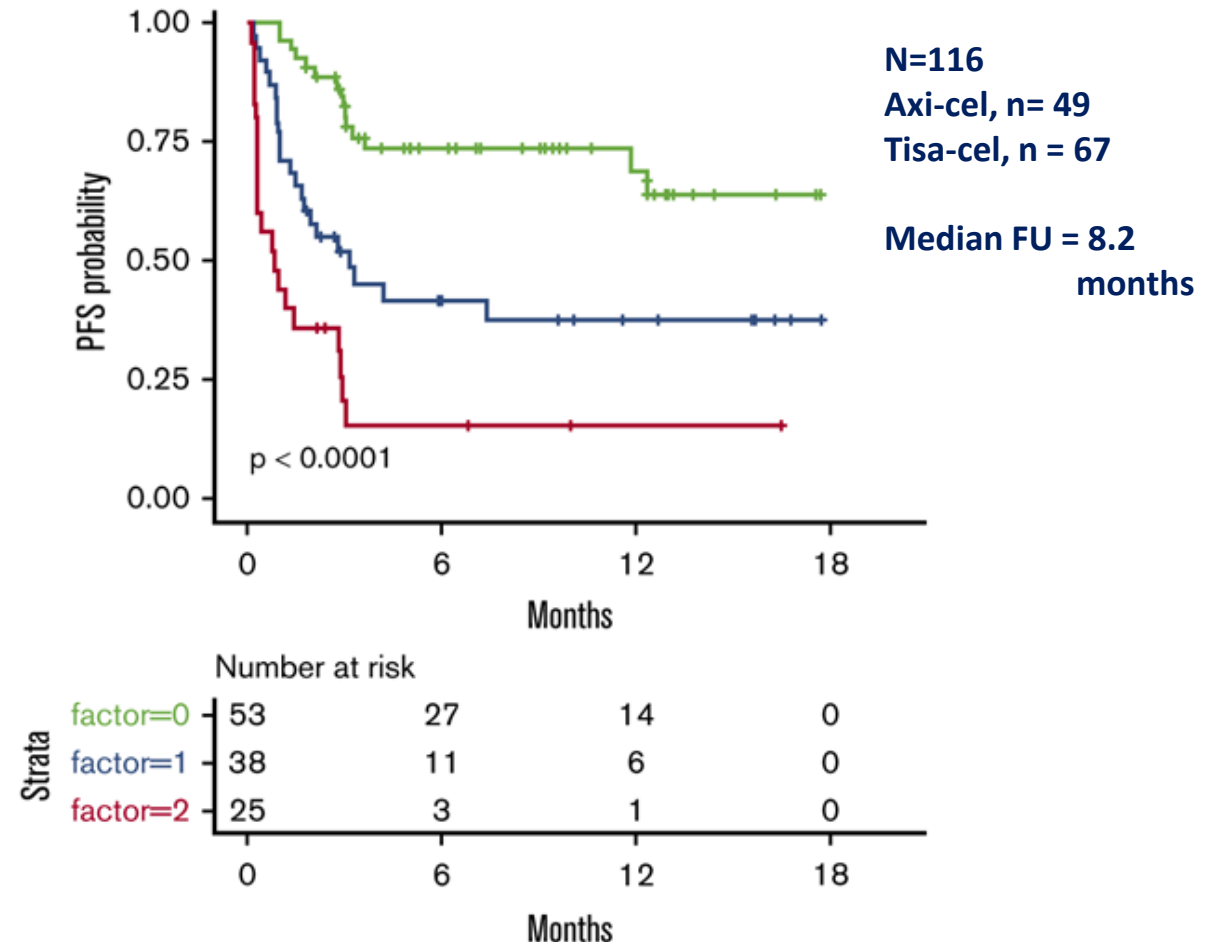 1.00
0.75
0.50
0.25
0.00
PFS probability
p < 0.0001
0 6 12 18
Months
N=116
Axi-cel, n= 49
Tisa-cel, n = 67
Median FU = 8.2
months
Number at risk
Strata
factor=0 53 27 14 0
factor=1 38 11 6 0
factor=2 25 3 1 0
0 6 12 18
Months